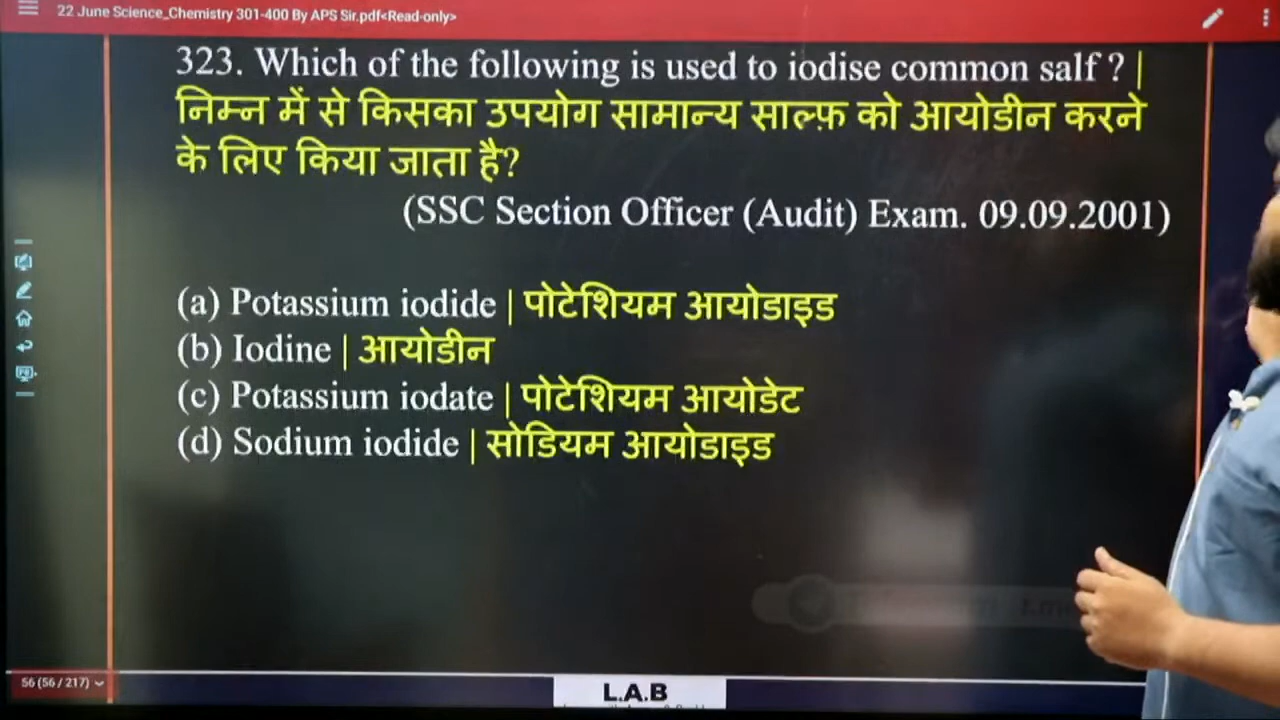 22 June Science_Chemistry 301-400 By APS Sir.pdf<Read-only>
323. Which of the following is used to iodise common salf ? |
निम्न में से किसका उपयोग सामान्य साल्फ़ को आयोडीन करने
के लिए किया जाता है?
(SSC Section Officer (Audit) Exam. 09.09.2001)
(a) Potassium iodide | पोटेशियम आयोडाइड
(b) Iodine | आयोडीन
(c) Potassium iodate | पोटेशियम आयोडेट
(d) Sodium iodide | सोडियम आयोडाइड
56 (56 / 217)
L.A.B